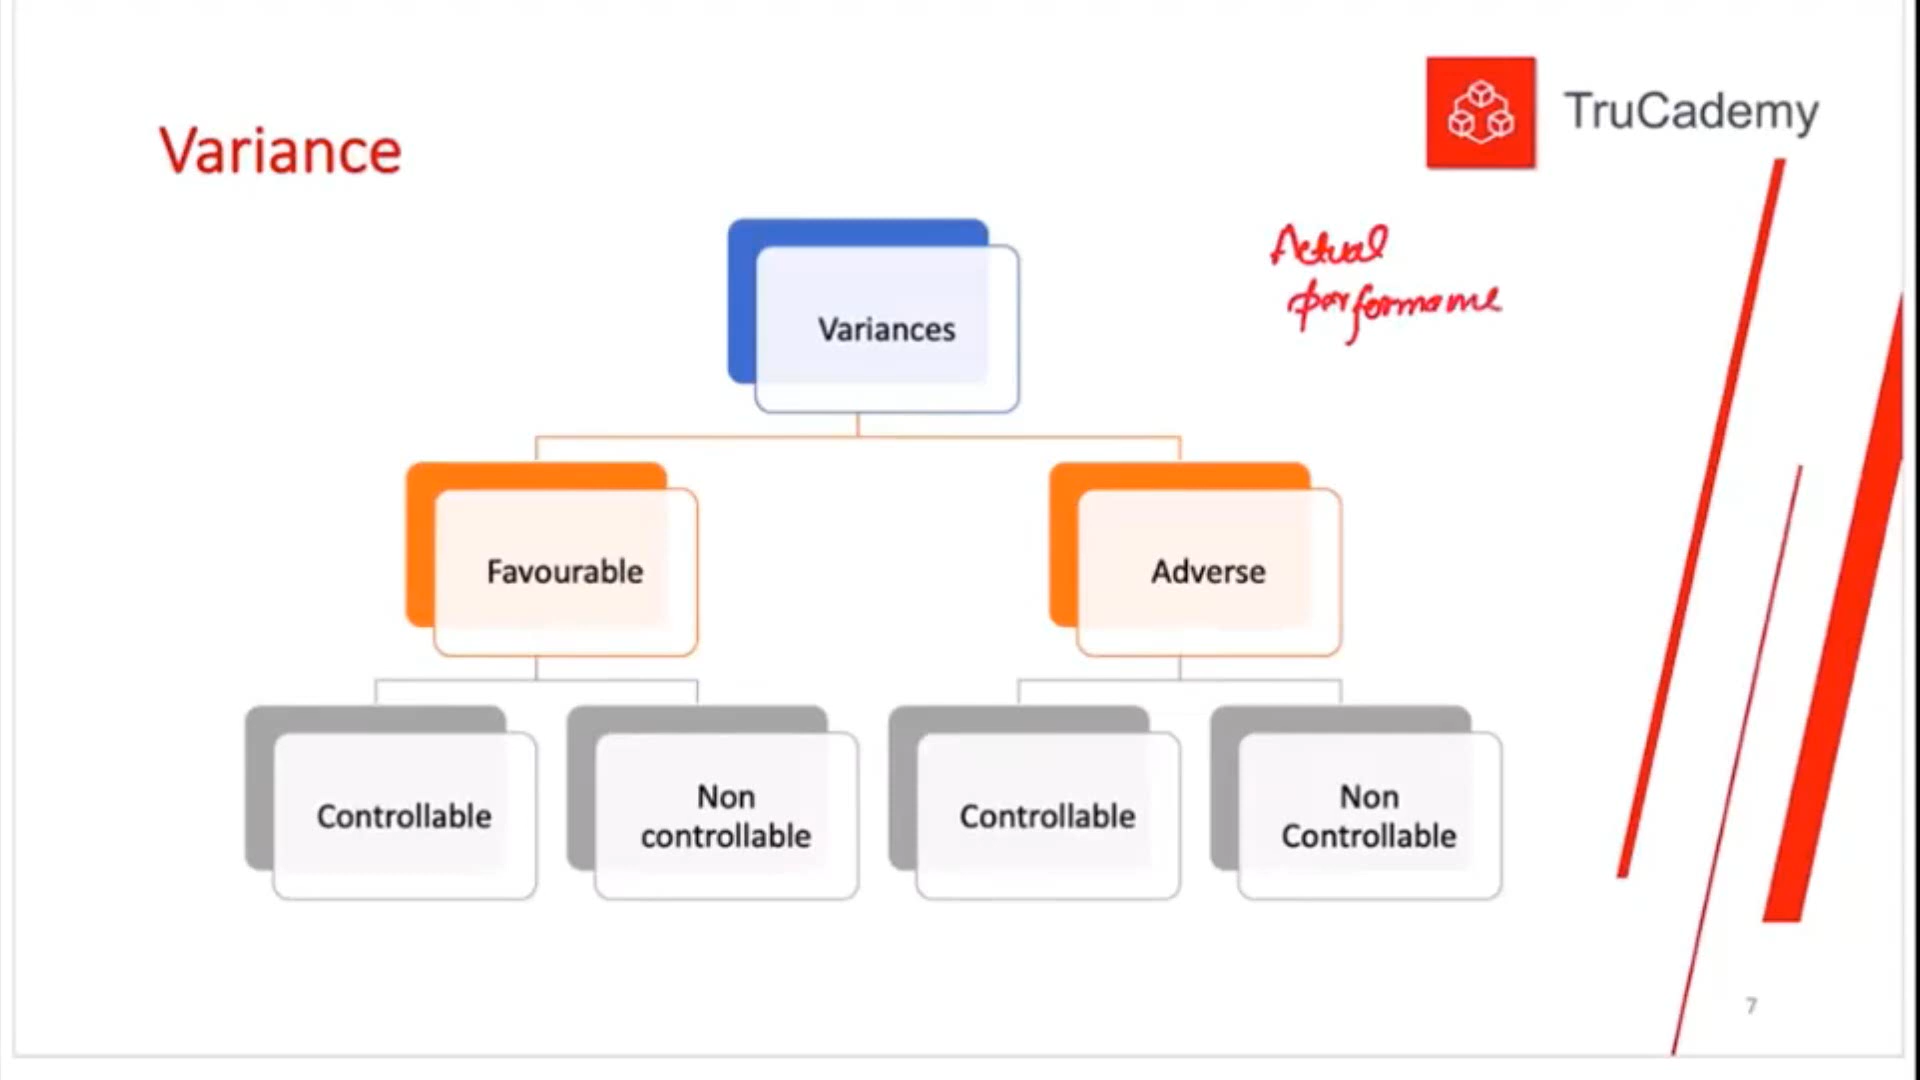 TruCademy
Variance
Actual
performance
Variances
Favourable
Adverse
Controllable
Non
controllable
Controllable
Non
Controllable
7